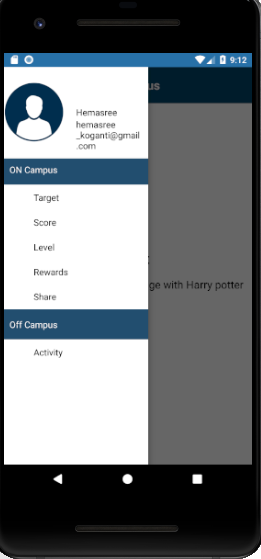 9:12
us
Hemasree
hemasree
_koganti@gmail
.com
ON Campus
Target
Score
Level
ge with Harry potter
Rewards
Share
Off Campus
Activity